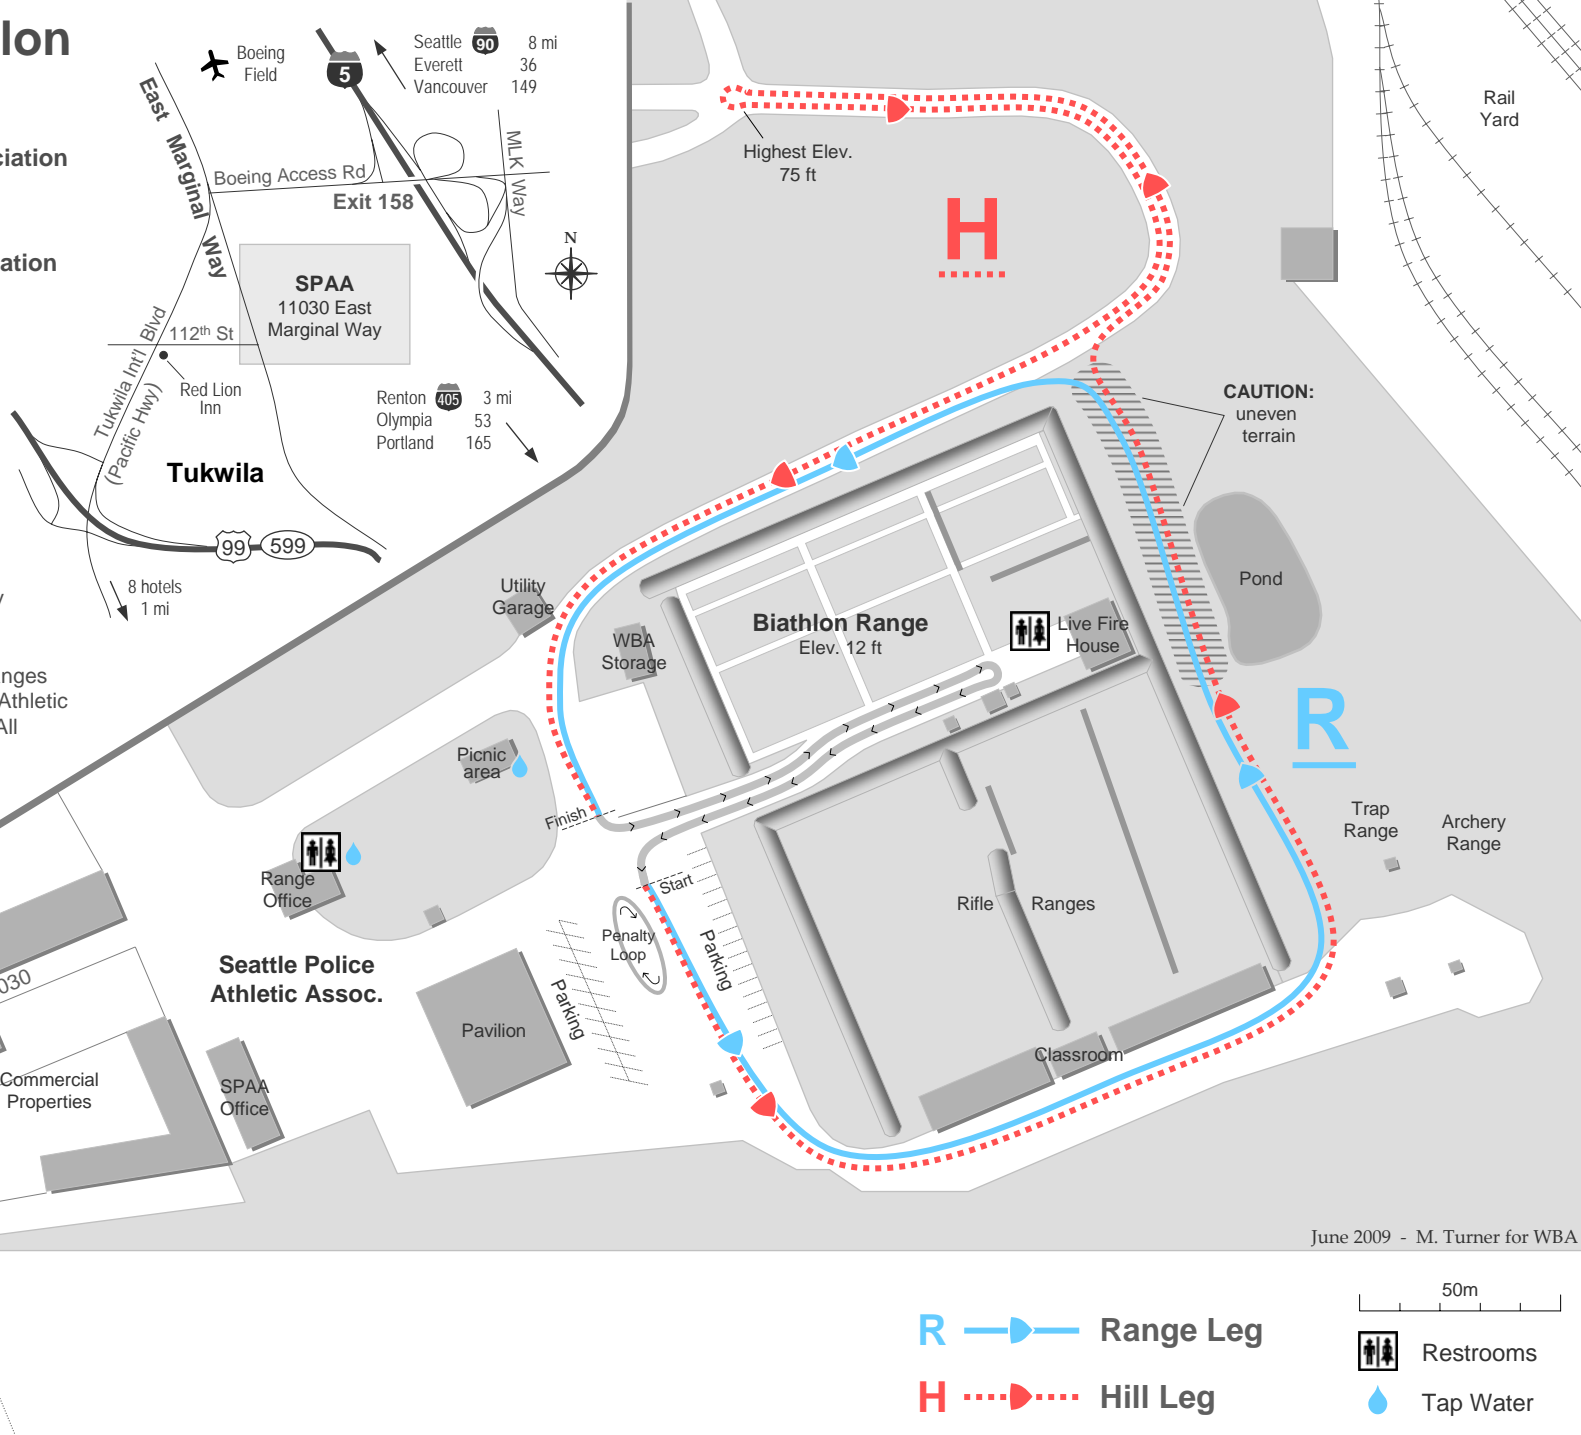 lon
ciation
ation
y
nges
Athletic
All
Boeing
Field
5
Seattle 90 8 mi
Everett 36
Vancouver 149
East Marginal Way
MLK Way
Boeing Access Rd
Exit 158
N
SPAA
11030 East
Marginal Way
112th St
Tukwila Int'l Blvd
(Pacific Hwy)
Red Lion
Inn
Renton 405 3 mi
Olympia 53
Portland 165
Tukwila
99 599
8 hotels
1 mi
Highest Elev.
75 ft
H
Rail
Yard
CAUTION:
uneven
terrain
Pond
Utility
Garage
WBA
Storage
Biathlon Range
Elev. 12 ft
Live Fire
House
R
Picnic
area
Finish
Start
Range
Office
Penalty
Loop
Parking
Parking
Rifle Ranges
Trap
Range
Archery
Range
Seattle Police
Athletic Assoc.
030
Pavilion
Classroom
Commercial
Properties
SPAA
Office
June 2009 - M. Turner for WBA
50m
R Range Leg
Restrooms
H Hill Leg
Tap Water